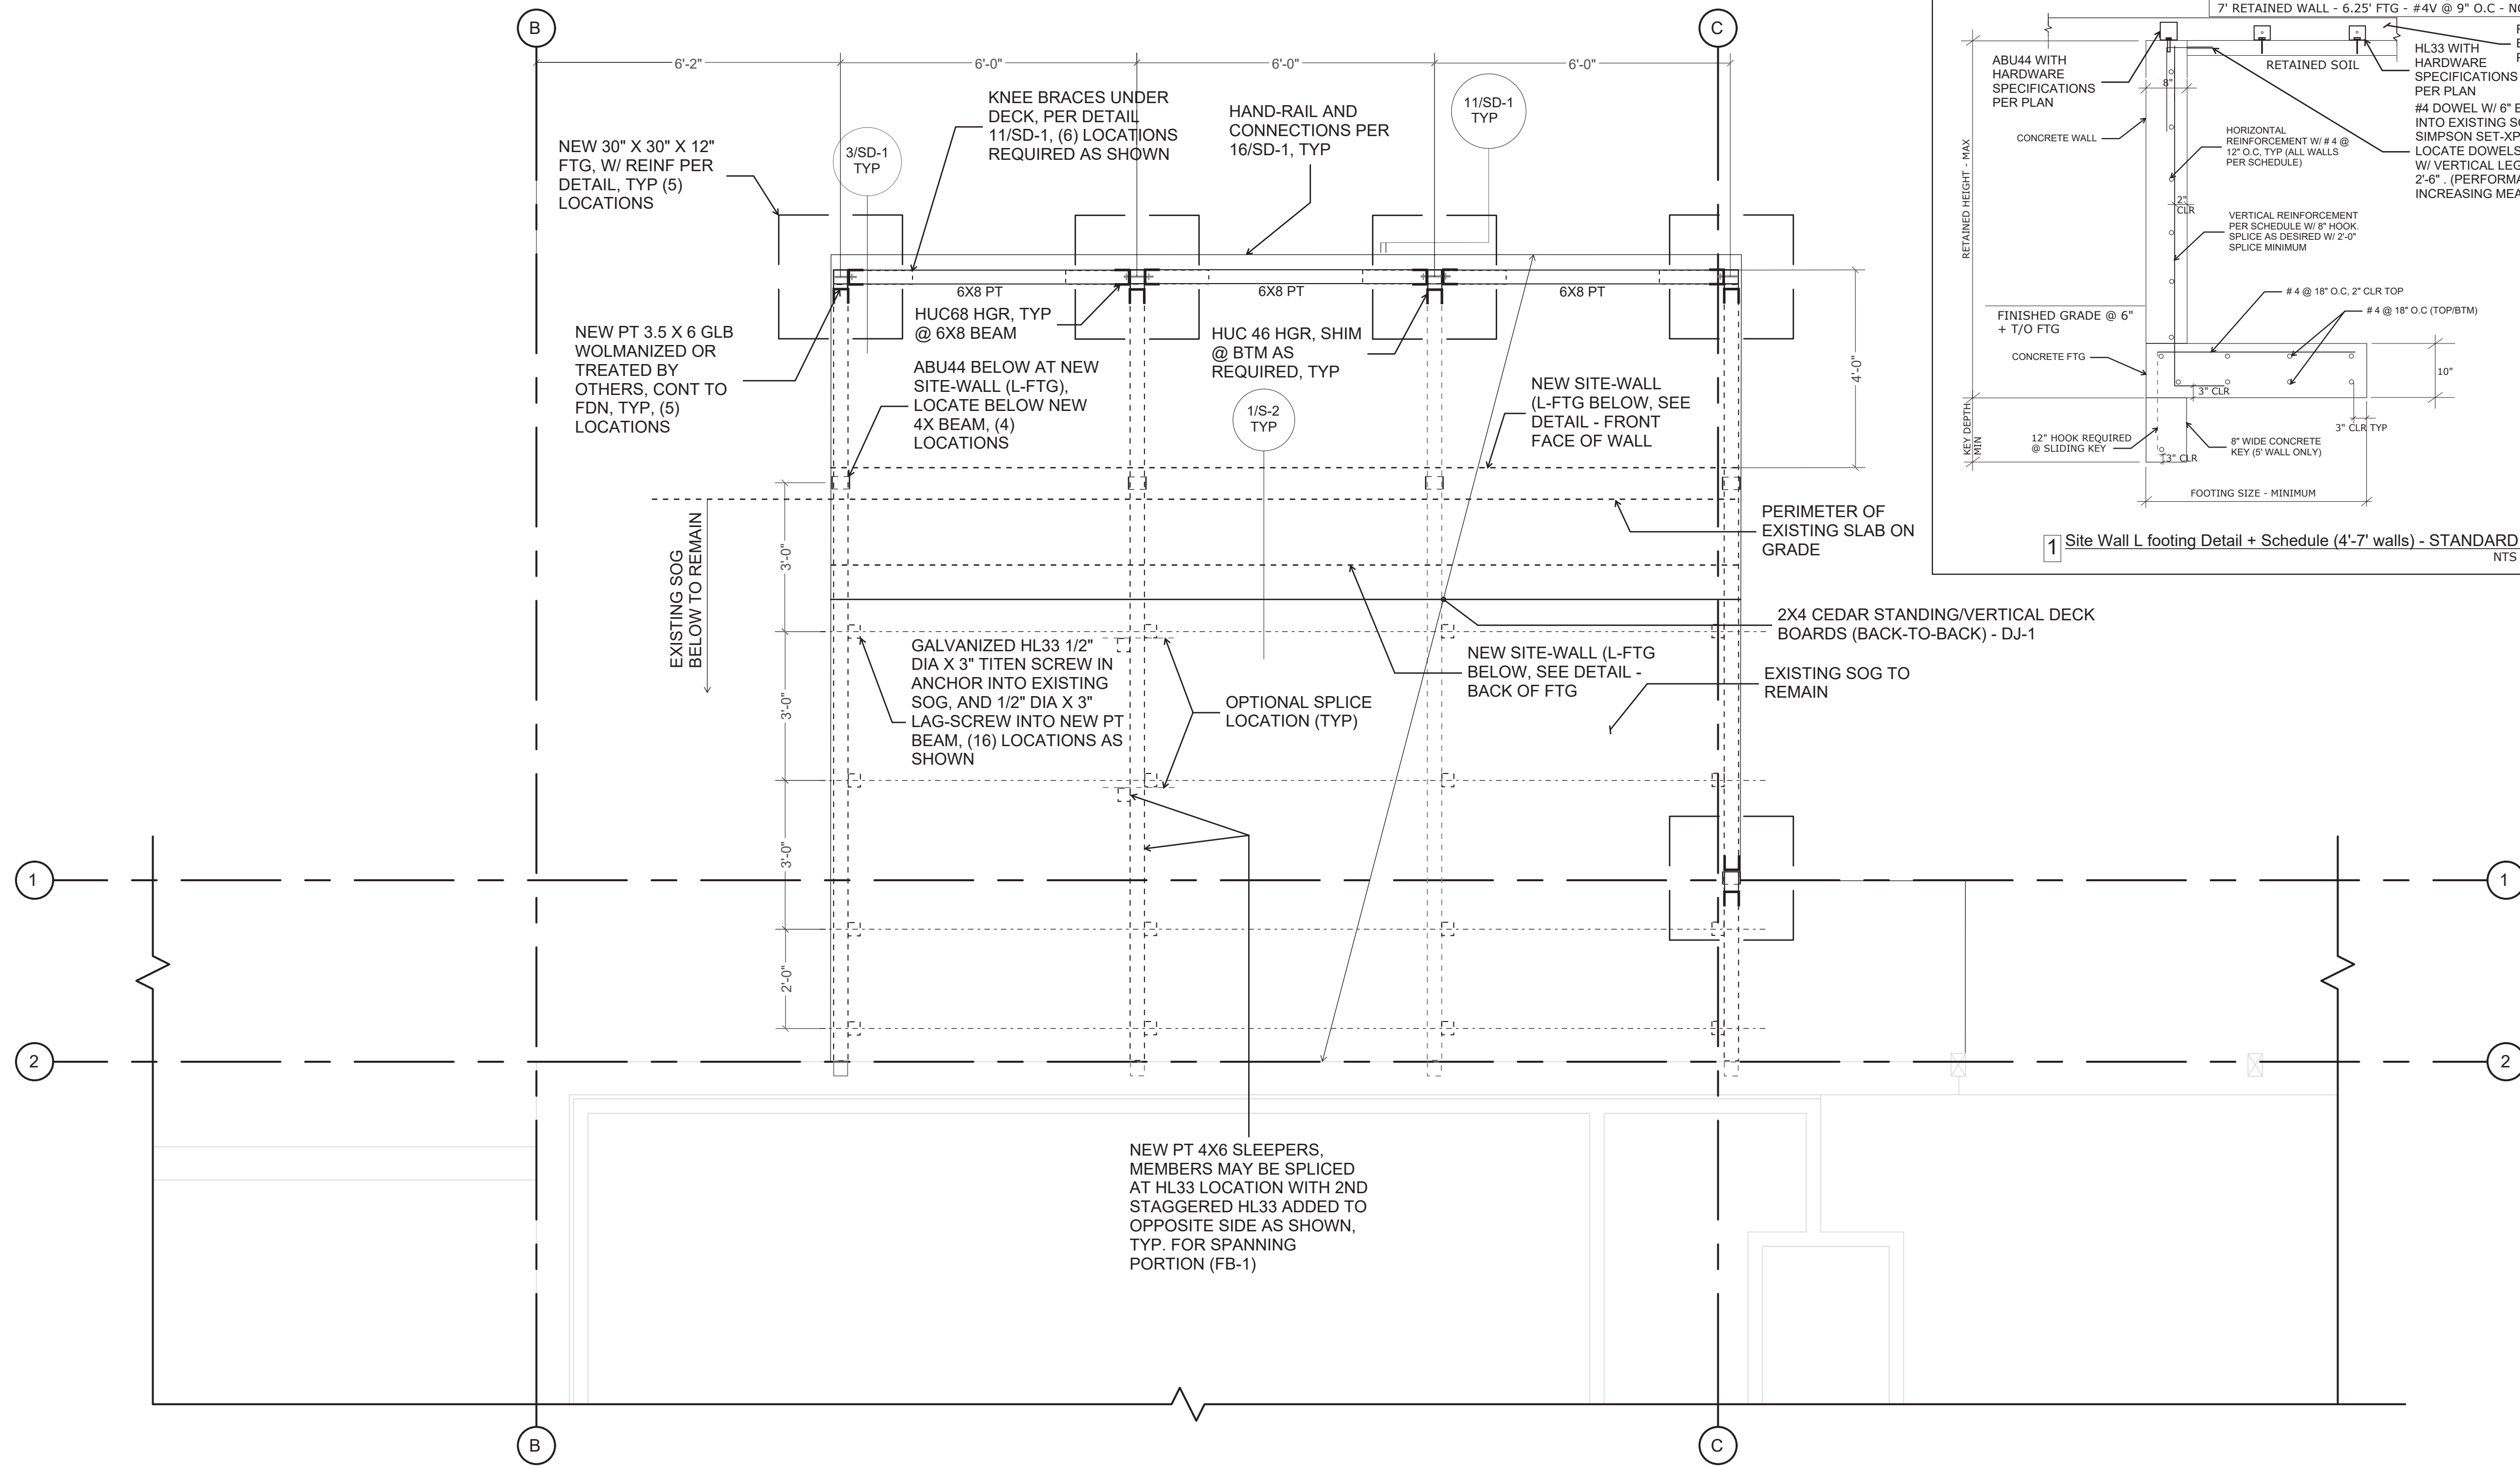 B
C
6'-2"
6'-0"
6'-0"
6'-0"
NEW 30" X 30" X 12"
FTG, W/ REINF PER
DETAIL, TYP (5)
LOCATIONS
3/SD-1
TYP
KNEE BRACES UNDER
DECK, PER DETAIL
11/SD-1, (6) LOCATIONS
REQUIRED AS SHOWN
HAND-RAIL AND
CONNECTIONS PER
16/SD-1, TYP
11/SD-1
TYP
6X8 PT
6X8 PT
6X8 PT
NEW PT 3.5 X 6 GLB
WOLMANIZED OR
TREATED BY
OTHERS, CONT TO
FDN, TYP, (5)
LOCATIONS
HUC68 HGR, TYP
@ 6X8 BEAM
HUC 46 HGR, SHIM
@ BTM AS
REQUIRED, TYP
ABU44 BELOW AT NEW
SITE-WALL (L-FTG),
LOCATE BELOW NEW
4X BEAM, (4)
LOCATIONS
1/S-2
TYP
NEW SITE-WALL
(L-FTG BELOW, SEE
DETAIL - FRONT
FACE OF WALL
4'-0"
EXISTING SOG
BELOW TO REMAIN
3'-0"
3'-0"
3'-0"
2'-0"
PERIMETER OF
EXISTING SLAB ON
GRADE
2X4 CEDAR STANDING/VERTICAL DECK
BOARDS (BACK-TO-BACK) - DJ-1
GALVANIZED HL33 1/2"
DIA X 3" TITEN SCREW IN
ANCHOR INTO EXISTING
SOG, AND 1/2" DIA X 3"
LAG-SCREW INTO NEW PT
BEAM, (16) LOCATIONS AS
SHOWN
OPTIONAL SPLICE
LOCATION (TYP)
NEW SITE-WALL (L-FTG
BELOW, SEE DETAIL -
BACK OF FTG
EXISTING SOG TO
REMAIN
1
1
2
2
NEW PT 4X6 SLEEPERS,
MEMBERS MAY BE SPLICED
AT HL33 LOCATION WITH 2ND
STAGGERED HL33 ADDED TO
OPPOSITE SIDE AS SHOWN,
TYP. FOR SPANNING
PORTION (FB-1)
B
C
7' RETAINED WALL - 6.25' FTG - #4V @ 9" O.C - NO
ABU44 WITH
HARDWARE
SPECIFICATIONS
PER PLAN
8"
RETAINED SOIL
HL33 WITH
HARDWARE
SPECIFICATIONS
PER PLAN
#4 DOWEL W/ 6" E
INTO EXISTING SO
SIMPSON SET-XP
LOCATE DOWELS
W/ VERTICAL LEG
2'-6" . (PERFORMA
INCREASING MEA
CONCRETE WALL
HORIZONTAL
REINFORCEMENT W/ # 4 @
12" O.C, TYP (ALL WALLS
PER SCHEDULE)
2"
CLR
VERTICAL REINFORCEMENT
PER SCHEDULE W/ 8" HOOK.
SPLICE AS DESIRED W/ 2'-0"
SPLICE MINIMUM
RETAINED HEIGHT - MAX
# 4 @ 18" O.C, 2" CLR TOP
# 4 @ 18" O.C (TOP/BTM)
FINISHED GRADE @ 6"
+ T/O FTG
CONCRETE FTG
10"
3" CLR
3" CLR TYP
KEY DEPTH
MIN
12" HOOK REQUIRED
@ SLIDING KEY
8" WIDE CONCRETE
KEY (5' WALL ONLY)
3" CLR
FOOTING SIZE - MINIMUM
1 Site Wall L footing Detail + Schedule (4'-7' walls) - STANDARD
NTS